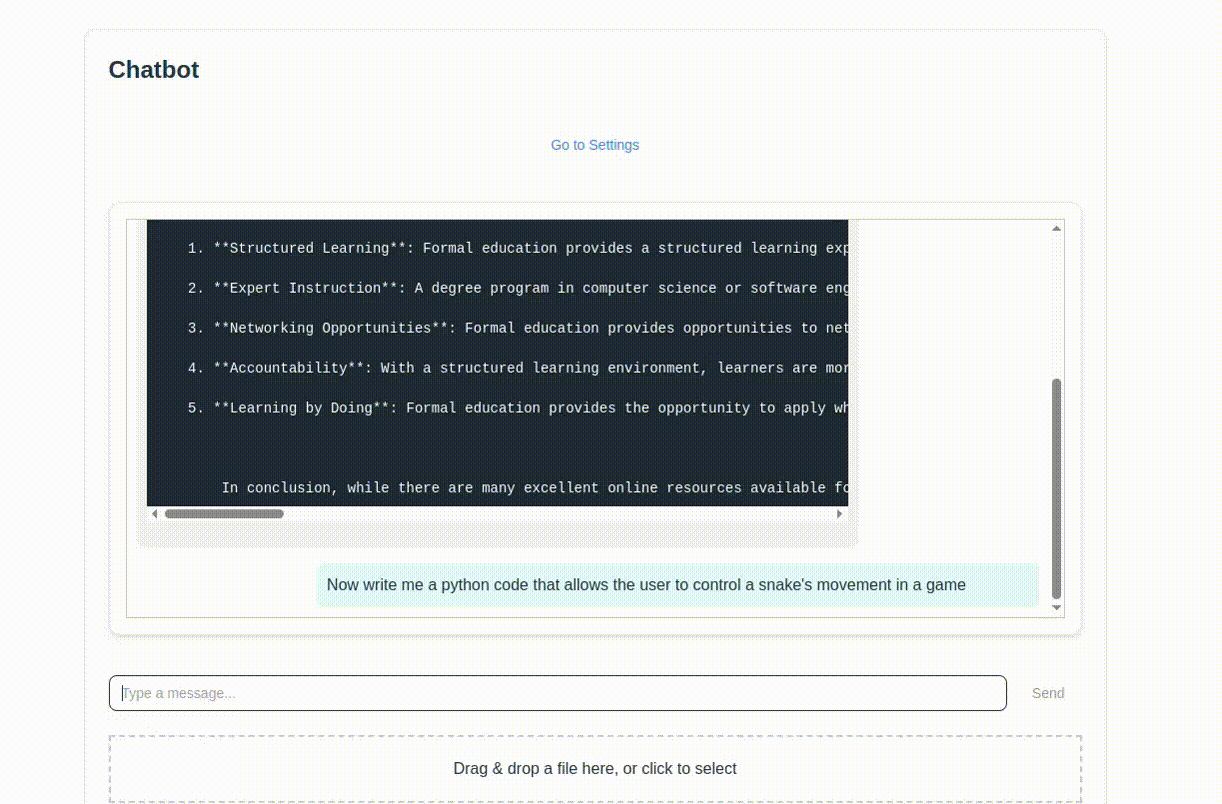 Chatbot
Go to Settings
1. **Structured Learning**: Formal education provides a structured learning exp
2. **Expert Instruction**: A degree program in computer science or software eng
3. **Networking Opportunities**: Formal education provides opportunities to net
4. **Accountability**: With a structured learning environment, learners are mor
5. **Learning by Doing**: Formal education provides the opportunity to apply wh
In conclusion, while there are many excellent online resources available fo
Now write me a python code that allows the user to control a snake's movement in a game
Type a message...
Send
Drag & drop a file here, or click to select